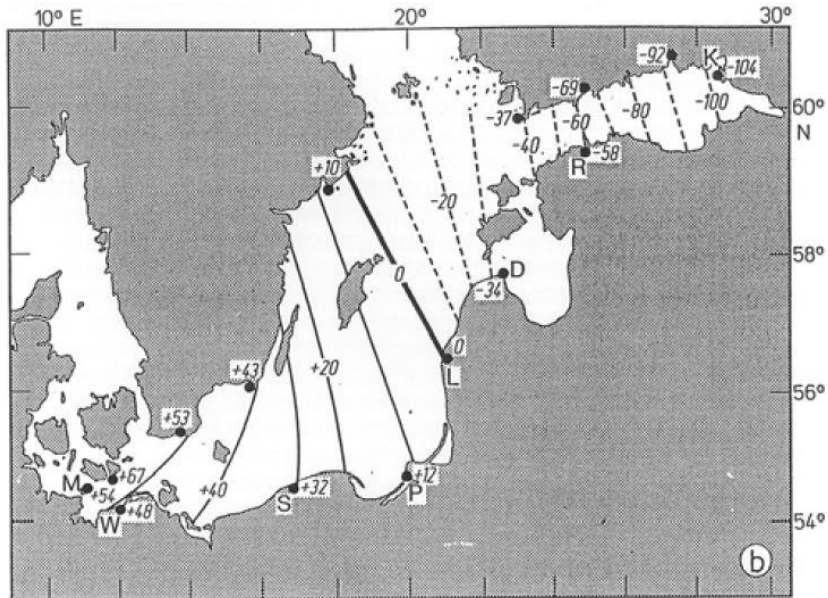 10° E 20° 30°
-92 K
-104
-69
-37 -60 -80 -100 60°
N
-40
-58
R
+10
-20
0 58°
D
-34
0
L
+20
+43 56°
+53
M +67
+54 +40 +32 +12
W +48 S P
54°
b